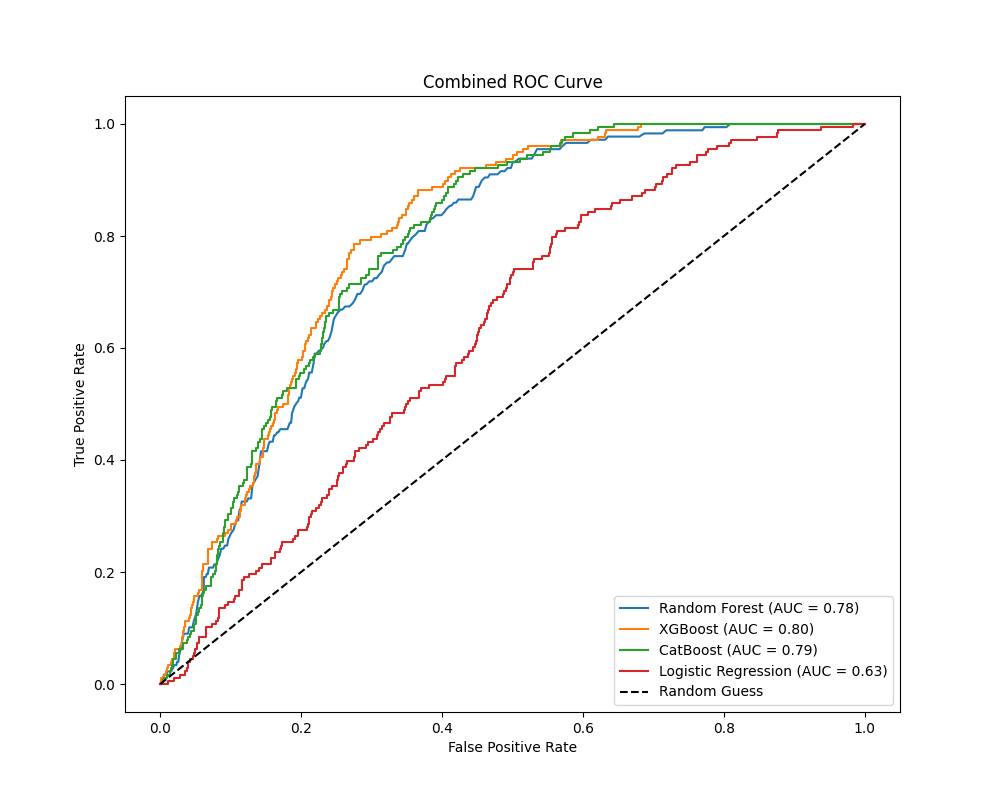 Combined ROC Curve
True Positive Rate
1.0
0.8
0.6
0.4
0.2
0.0
Random Forest (AUC = 0.78)
XGBoost (AUC = 0.80)
CatBoost (AUC = 0.79)
Logistic Regression (AUC = 0.63)
Random Guess
0.0 0.2 0.4 0.6 0.8 1.0
False Positive Rate